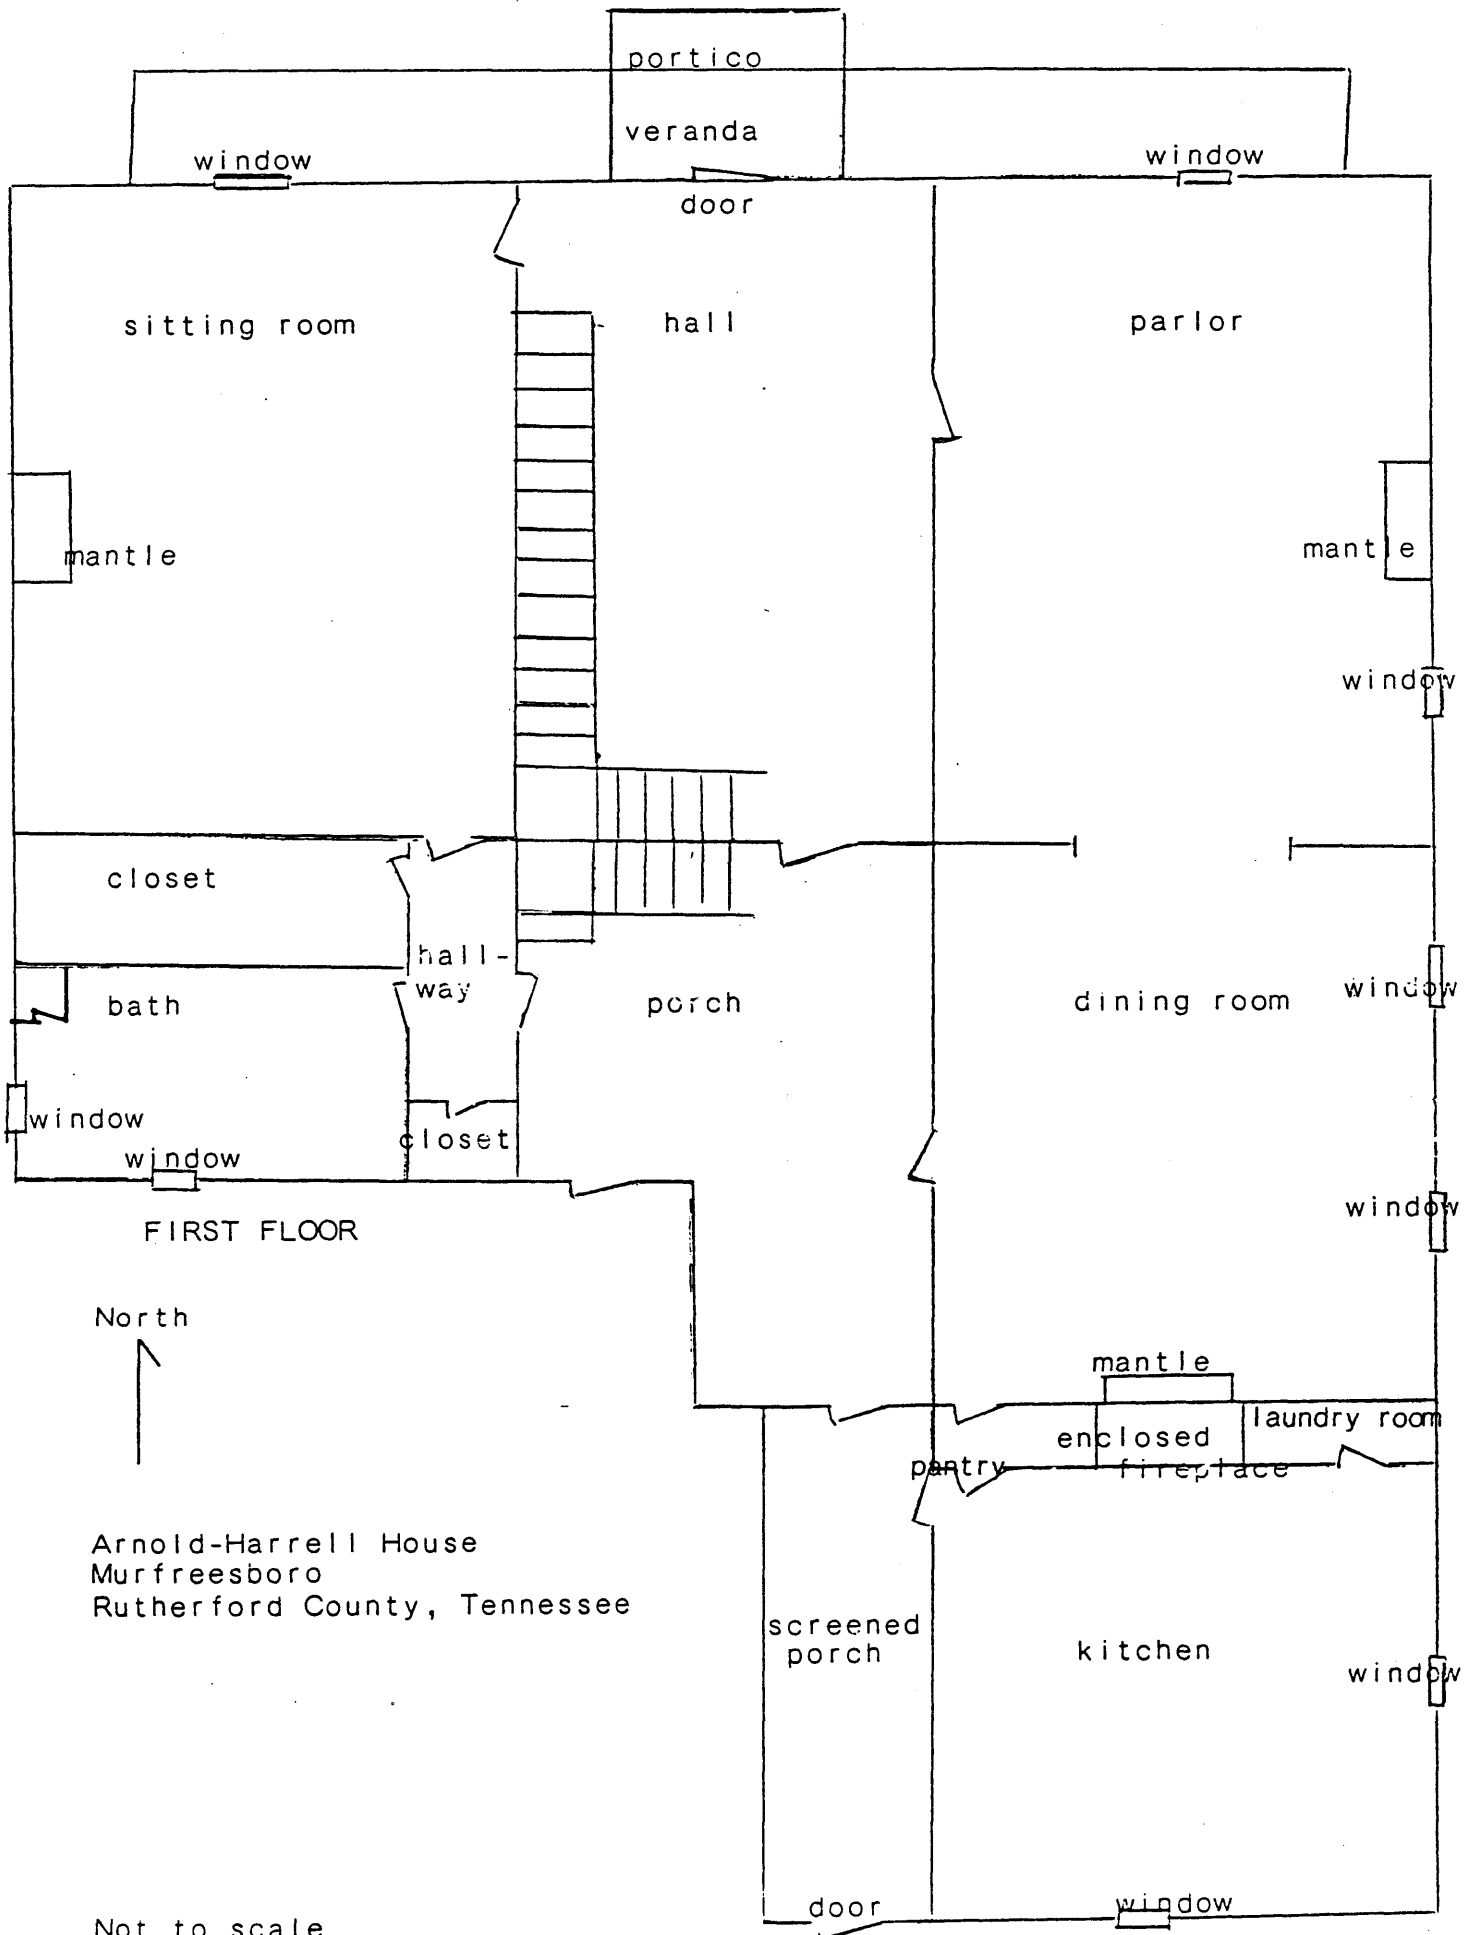 portico
veranda
window
window
door
sitting room
hall
parlor
mantle
mantle
window
closet
hall-
way
bath
porch
dining room
window
window
closet
window
window
FIRST FLOOR
North
mantle
laundry room
enclosed
fireplace
pantry
Arnold-Harrell House
Murfreesboro
Rutherford County, Tennessee
screened
porch
kitchen
window
door
window
Not to scale